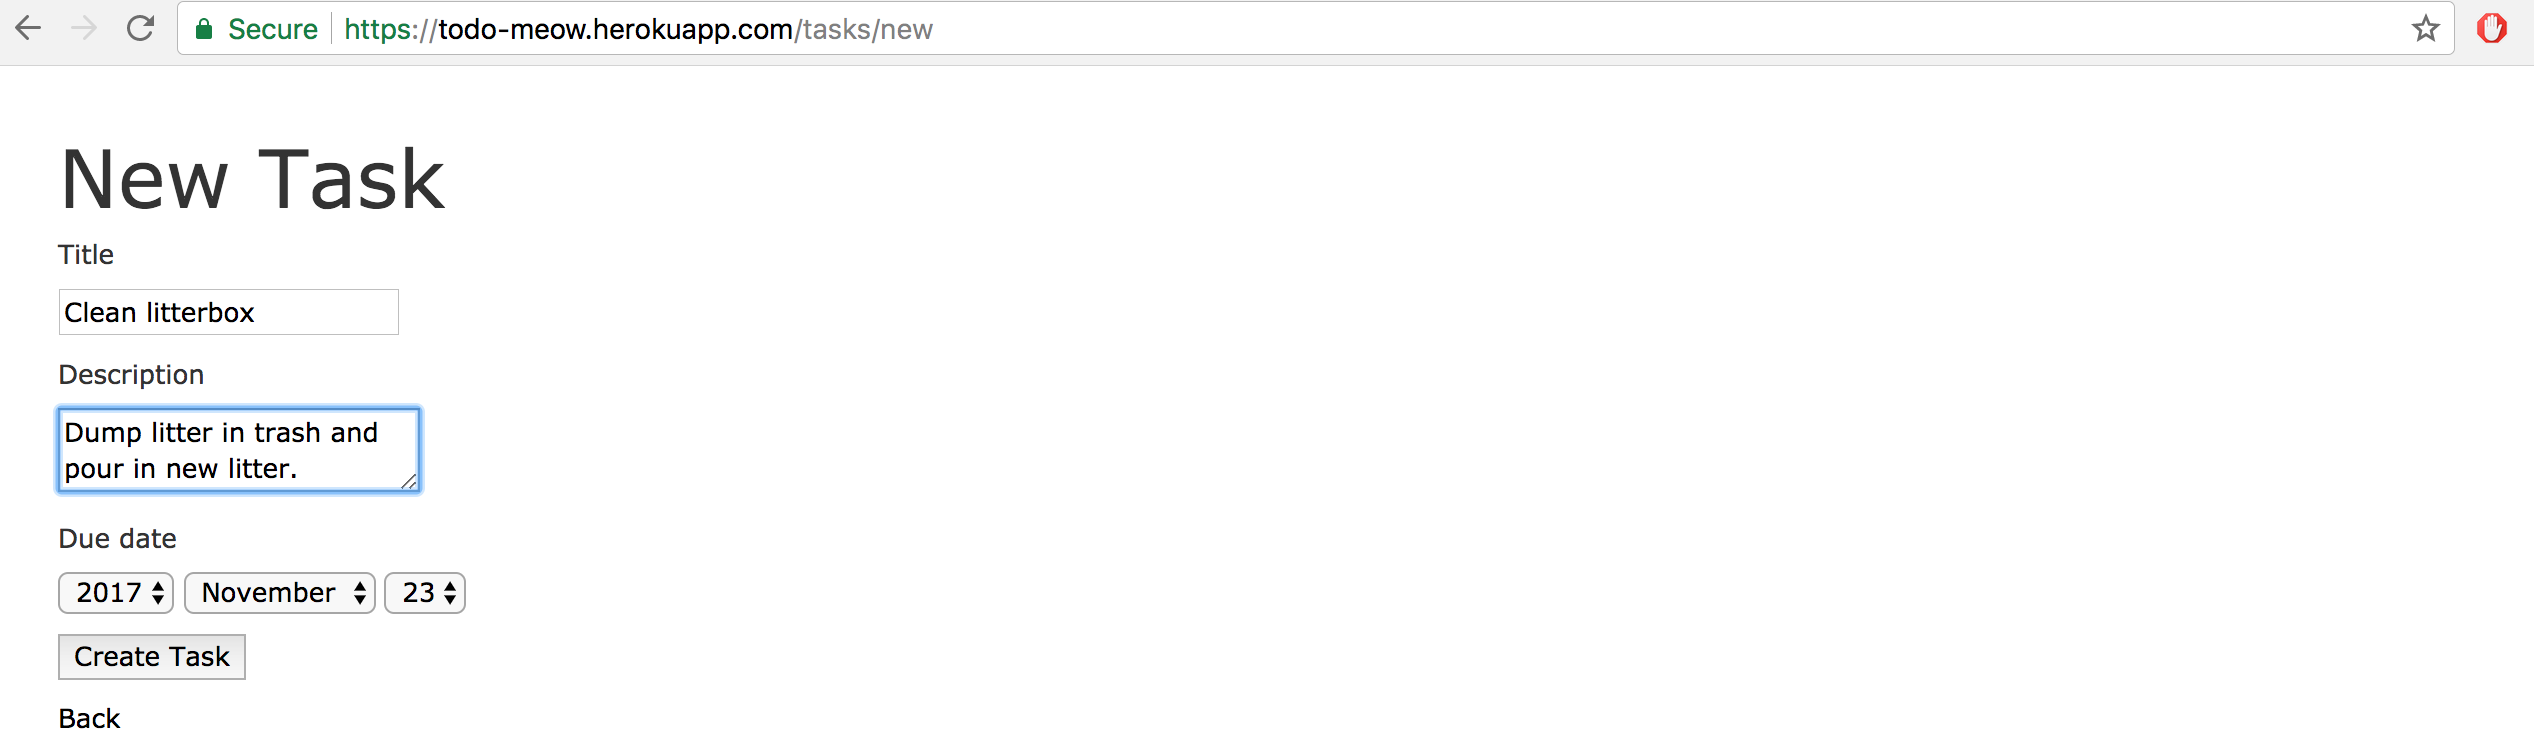 Secure https://todo-meow.herokuapp.com/tasks/new
New Task
Title
Clean litterbox
Description
Dump litter in trash and
pour in new litter.
Due date
2017 November 23
Create Task
Back